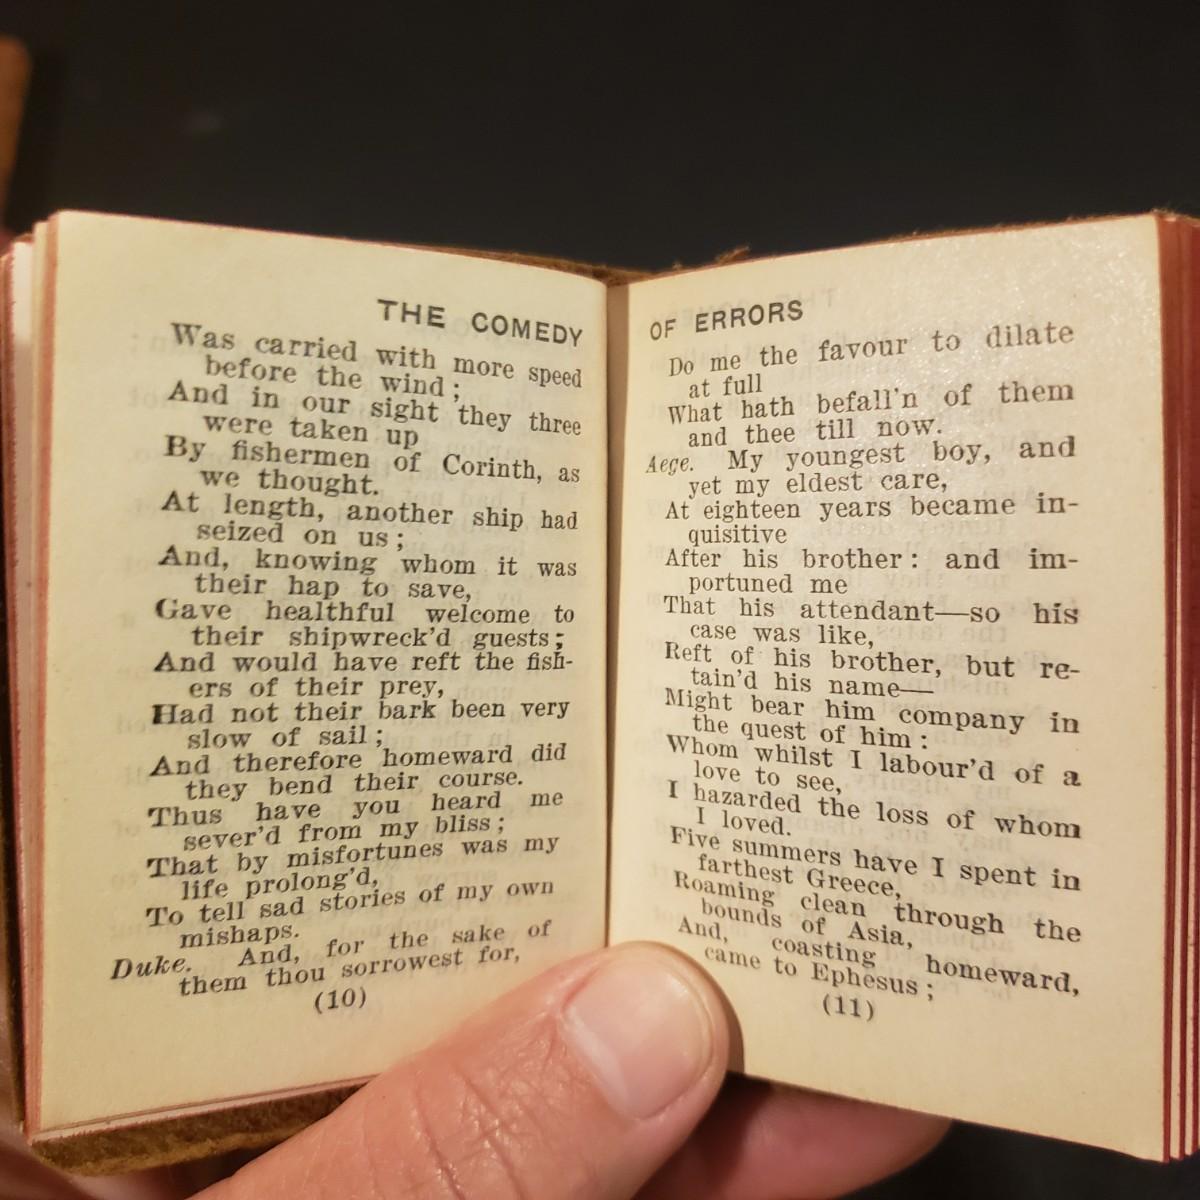 THE COMEDY
Was carried with more speed
before the wind;
And in our sight they three
were taken up
By fishermen of Corinth, as
we thought.
At length, another ship had
seized on us;
And, knowing whom it was
their hap to save,
Gave healthful welcome to
their shipwreck'd guests;
And would have reft the fish-
ers of their prey,
Had not their bark been very
slow of sail;
And therefore homeward did
they bend their course.
Thus have you heard me
sever'd from my bliss;
That by misfortunes was my
life prolong'd,
To tell sad stories of my own
mishaps.
Duke. And, for the sake of
them thou sorrowest for,
(10)
OF ERRORS
Do me the favour to dilate
at full
What hath befall'n of them
and thee till now.
Aege. My youngest boy, and
yet my eldest care,
At eighteen years became in-
quisitive
After his brother: and im-
portuned me
That his attendant—so his
case was like,
Reft of his brother, but re-
tain'd his name—
Might bear him company in
the quest of him:
Whom whilst I labour'd of a
love to see,
I hazarded the loss of whom
I loved.
Five summers have I spent in
farthest Greece,
Roaming clean through the
bounds of Asia,
And, coasting homeward,
came to Ephesus;
(11)